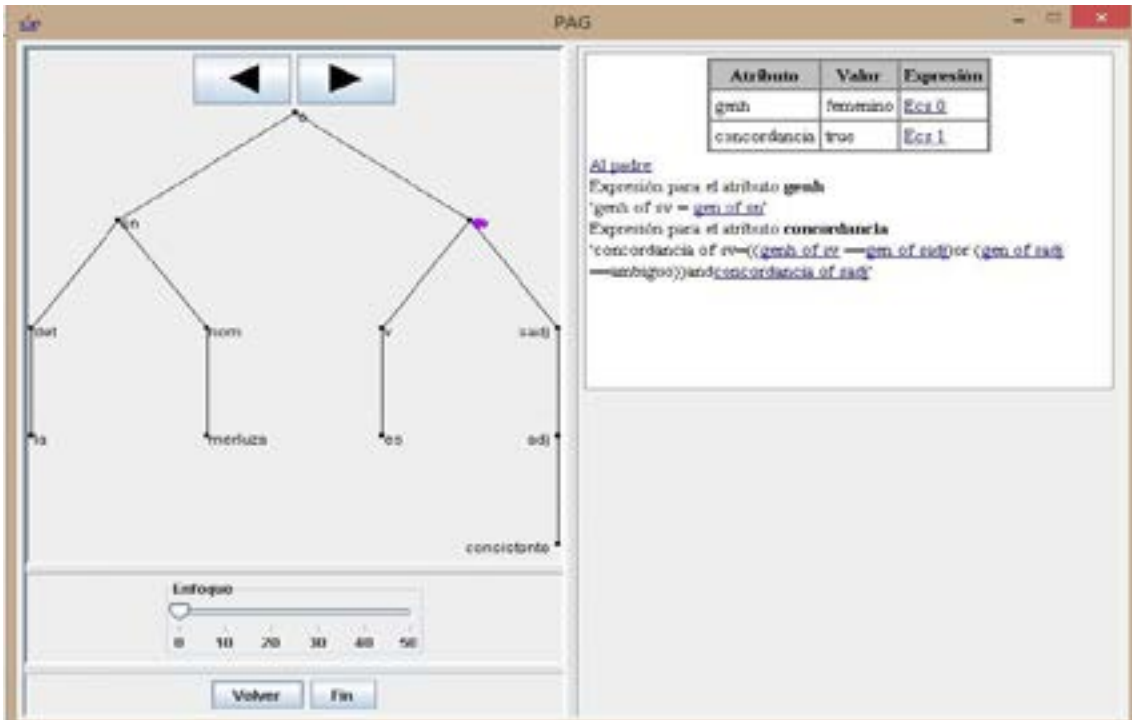 PAG
Atributo Valor Expresión
genh femenino Ecs 0
concordancia true Ecs 1
Al padre
Expresión para el atributo genh
'genh of sv = gen of sn'
Expresión para el atributo concordancia
'concordancia of sv=((genh of sv ==gen of sadj)or (gen of sadj
==ambiguo))and concordancia of sadj'
sn
det
nom
v
sadj
la
merluza
es
adj
consistente
Enfoque
0 10 20 30 40 50
Volver Fin